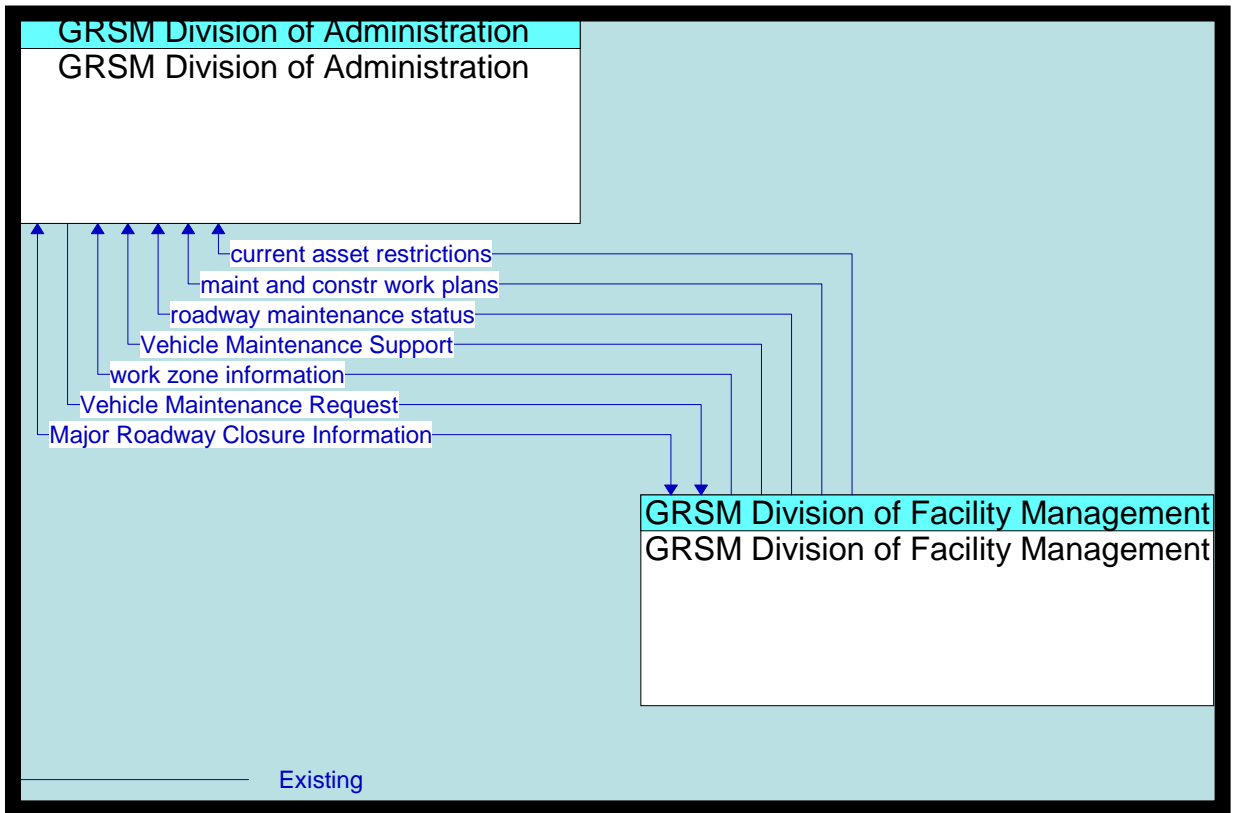 GRSM Division of Administration
GRSM Division of Administration
current asset restrictions
maint and constr work plans
roadway maintenance status
Vehicle Maintenance Support
work zone information
Vehicle Maintenance Request
Major Roadway Closure Information
GRSM Division of Facility Management
GRSM Division of Facility Management
Existing